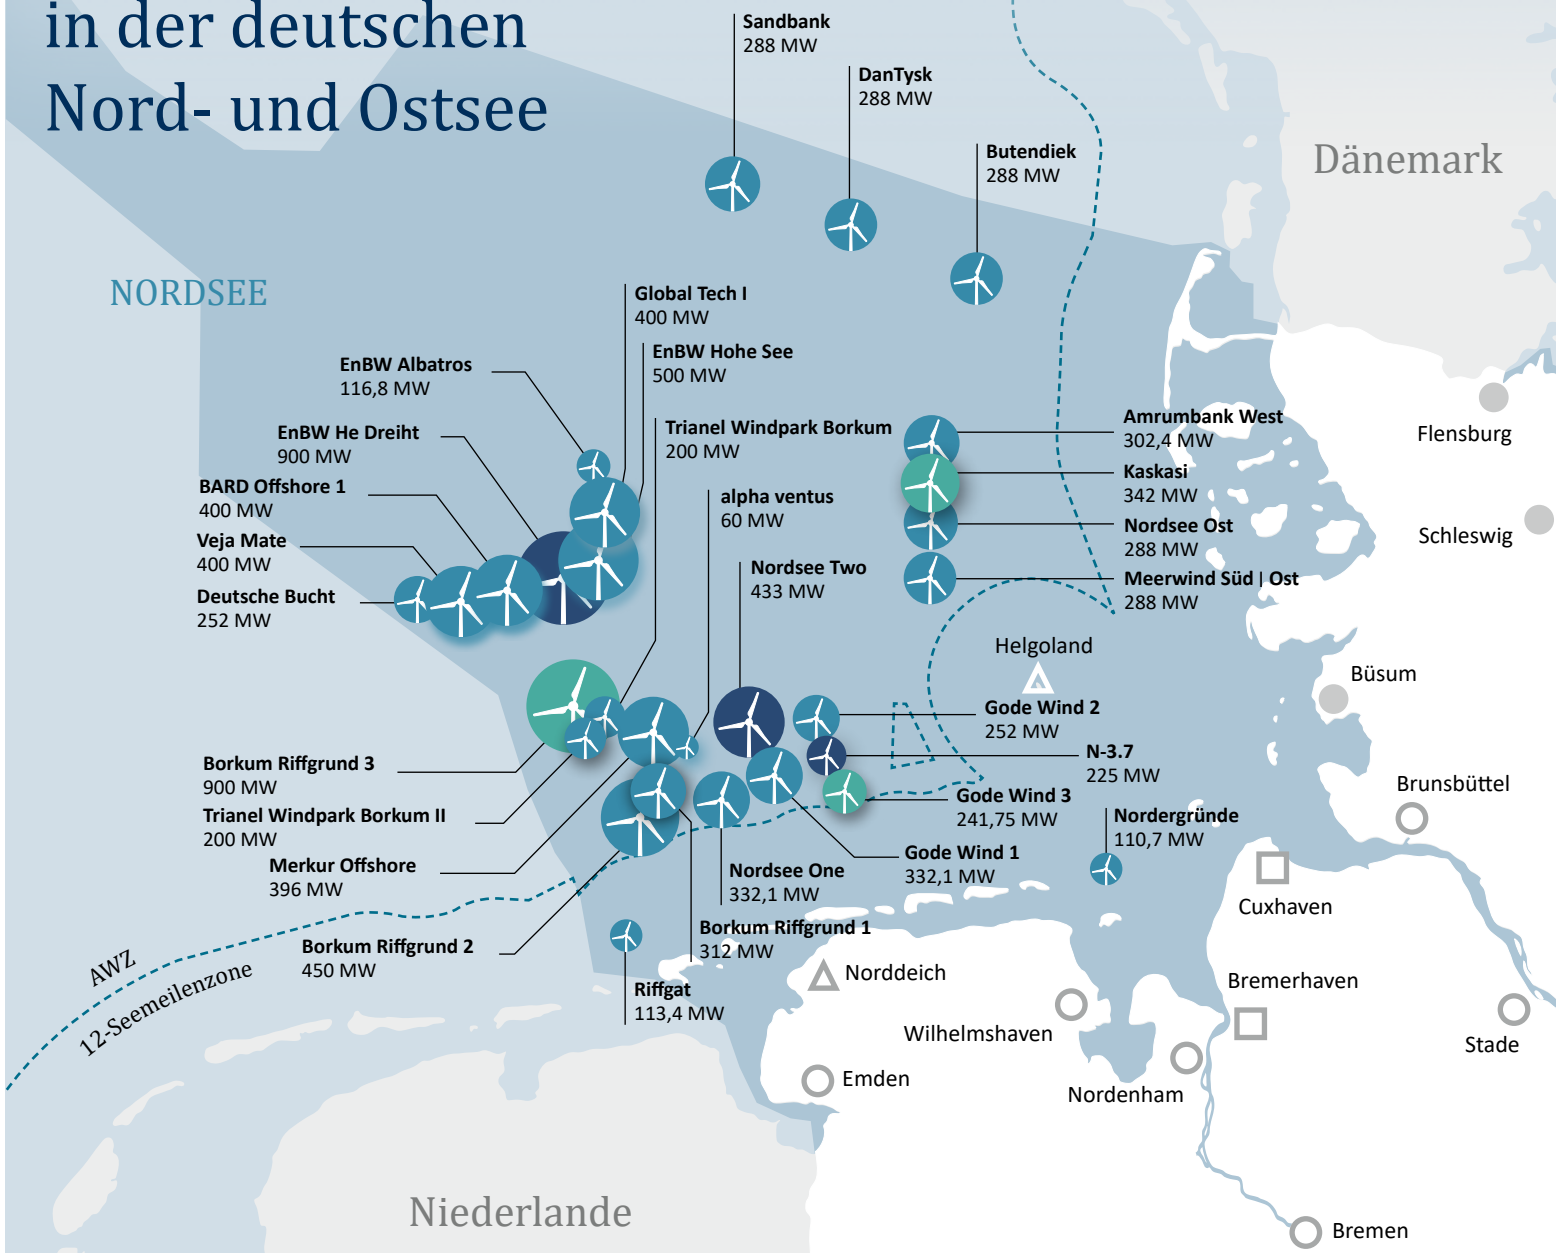 in der deutschen
Nord- und Ostsee
Sandbank
288 MW
DanTysk
288 MW
Butendiek
288 MW
Dänemark
NORDSEE
Global Tech I
400 MW
EnBW Hohe See
500 MW
EnBW Albatros
116,8 MW
EnBW He Dreiht
900 MW
Trianel Windpark Borkum
200 MW
BARD Offshore 1
400 MW
alpha ventus
60 MW
Veja Mate
400 MW
Nordsee Two
433 MW
Deutsche Bucht
252 MW
Amrumbank West
302,4 MW
Kaskasi
342 MW
Nordsee Ost
288 MW
Meerwind Süd | Ost
288 MW
Flensburg
Schleswig
Helgoland
Büsum
Gode Wind 2
252 MW
N-3.7
225 MW
Borkum Riffgrund 3
900 MW
Gode Wind 3
241,75 MW
Brunsbüttel
Trianel Windpark Borkum II
200 MW
Nordergründe
110,7 MW
Merkur Offshore
396 MW
Nordsee One
332,1 MW
Gode Wind 1
332,1 MW
Cuxhaven
Borkum Riffgrund 2
450 MW
Borkum Riffgrund 1
312 MW
AWZ
12-Seemeilenzone
Riffgat
113,4 MW
Norddeich
Bremerhaven
Wilhelmshaven
Stade
Emden
Nordenham
Niederlande
Bremen